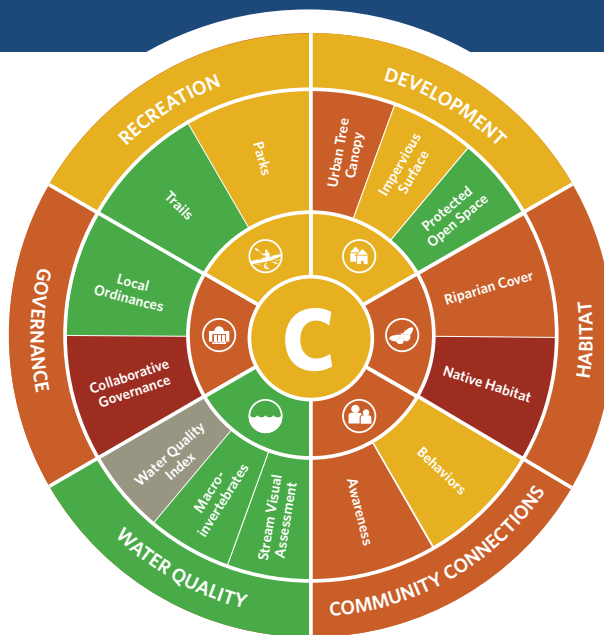 RECREATION
DEVELOPMENT
Parks
Trails
Urban Tree
Canopy
Impervious
Surface
Protected
Open Space
GOVERNANCE
Local
Ordinances
Collaborative
Governance
C
Riparian Cover
Native Habitat
HABITAT
Water Quality
Index
Macro-
invertebrates
Stream Visual
Assessment
WATER QUALITY
Awareness
Behaviors
COMMUNITY CONNECTIONS